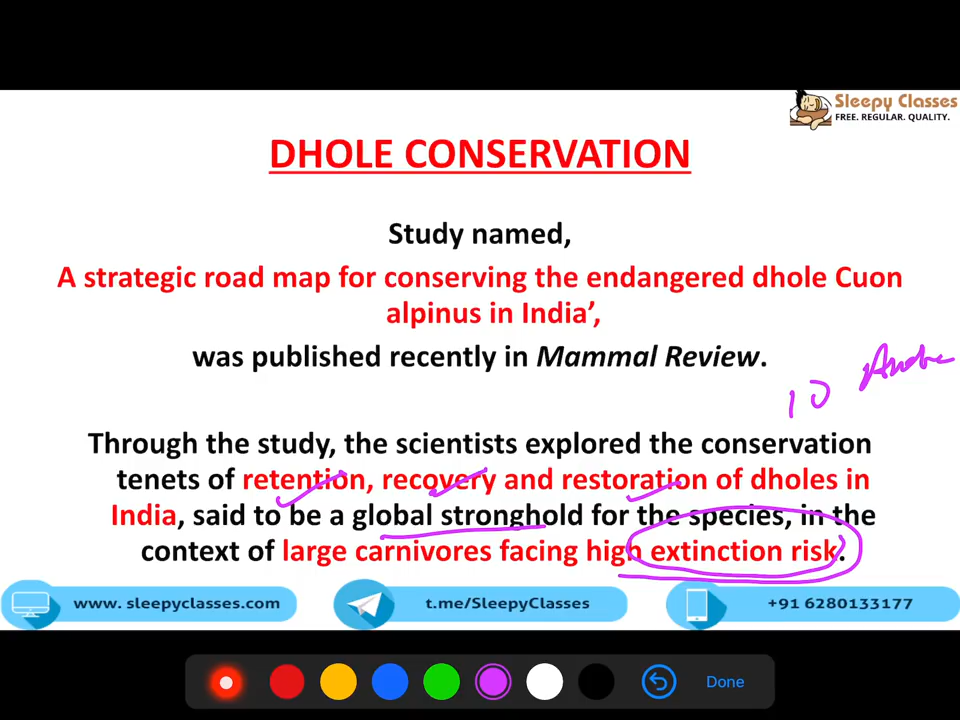 Sleepy Classes
FREE. REGULAR. QUALITY.
DHOLE CONSERVATION
Study named,
A strategic road map for conserving the endangered dhole Cuon
alpinus in India’,
was published recently in Mammal Review.
10
Through the study, the scientists explored the conservation
tenets of retention, recovery and restoration of dholes in
India, said to be a global stronghold for the species, in the
context of large carnivores facing high extinction risk.
www. sleepyclasses.com
t.me/SleepyClasses
+91 6280133177
Done